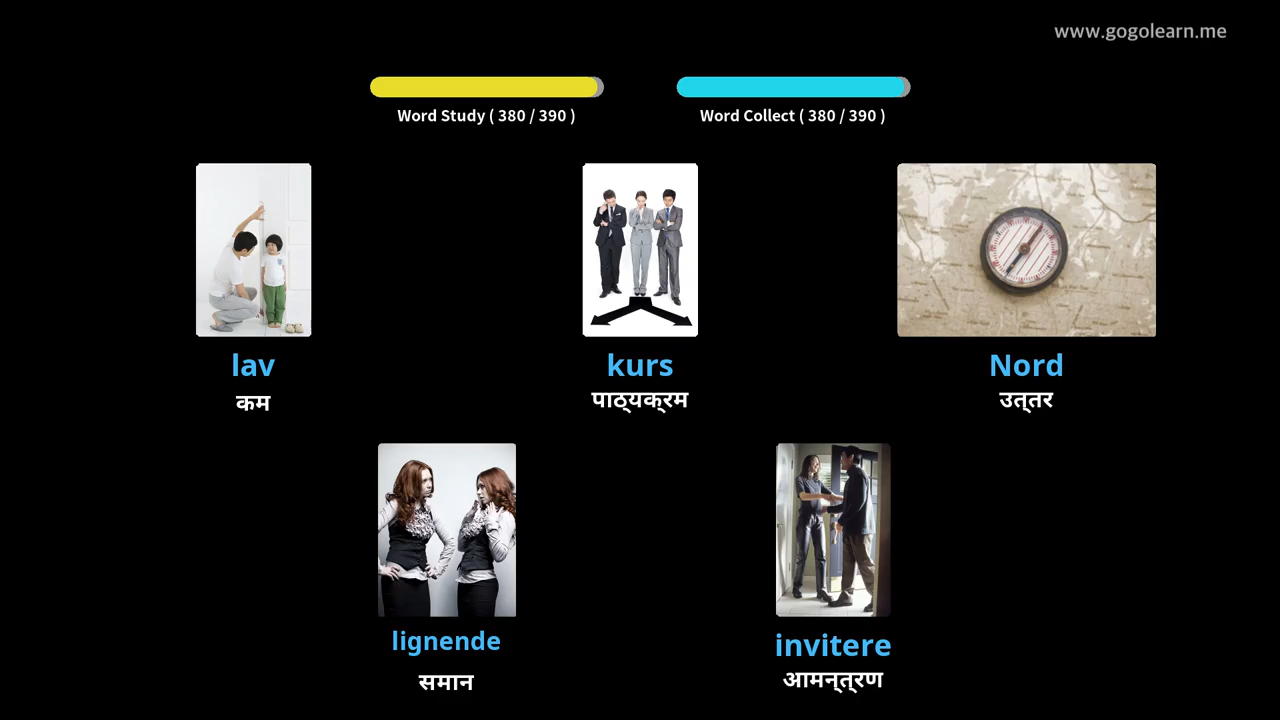 www.gogolearn.me
Word Study ( 380 / 390 )
Word Collect ( 380 / 390 )
lav
कम
kurs
पाठ्यक्रम
Nord
उत्तर
lignende
समान
invitere
आमन्त्रण